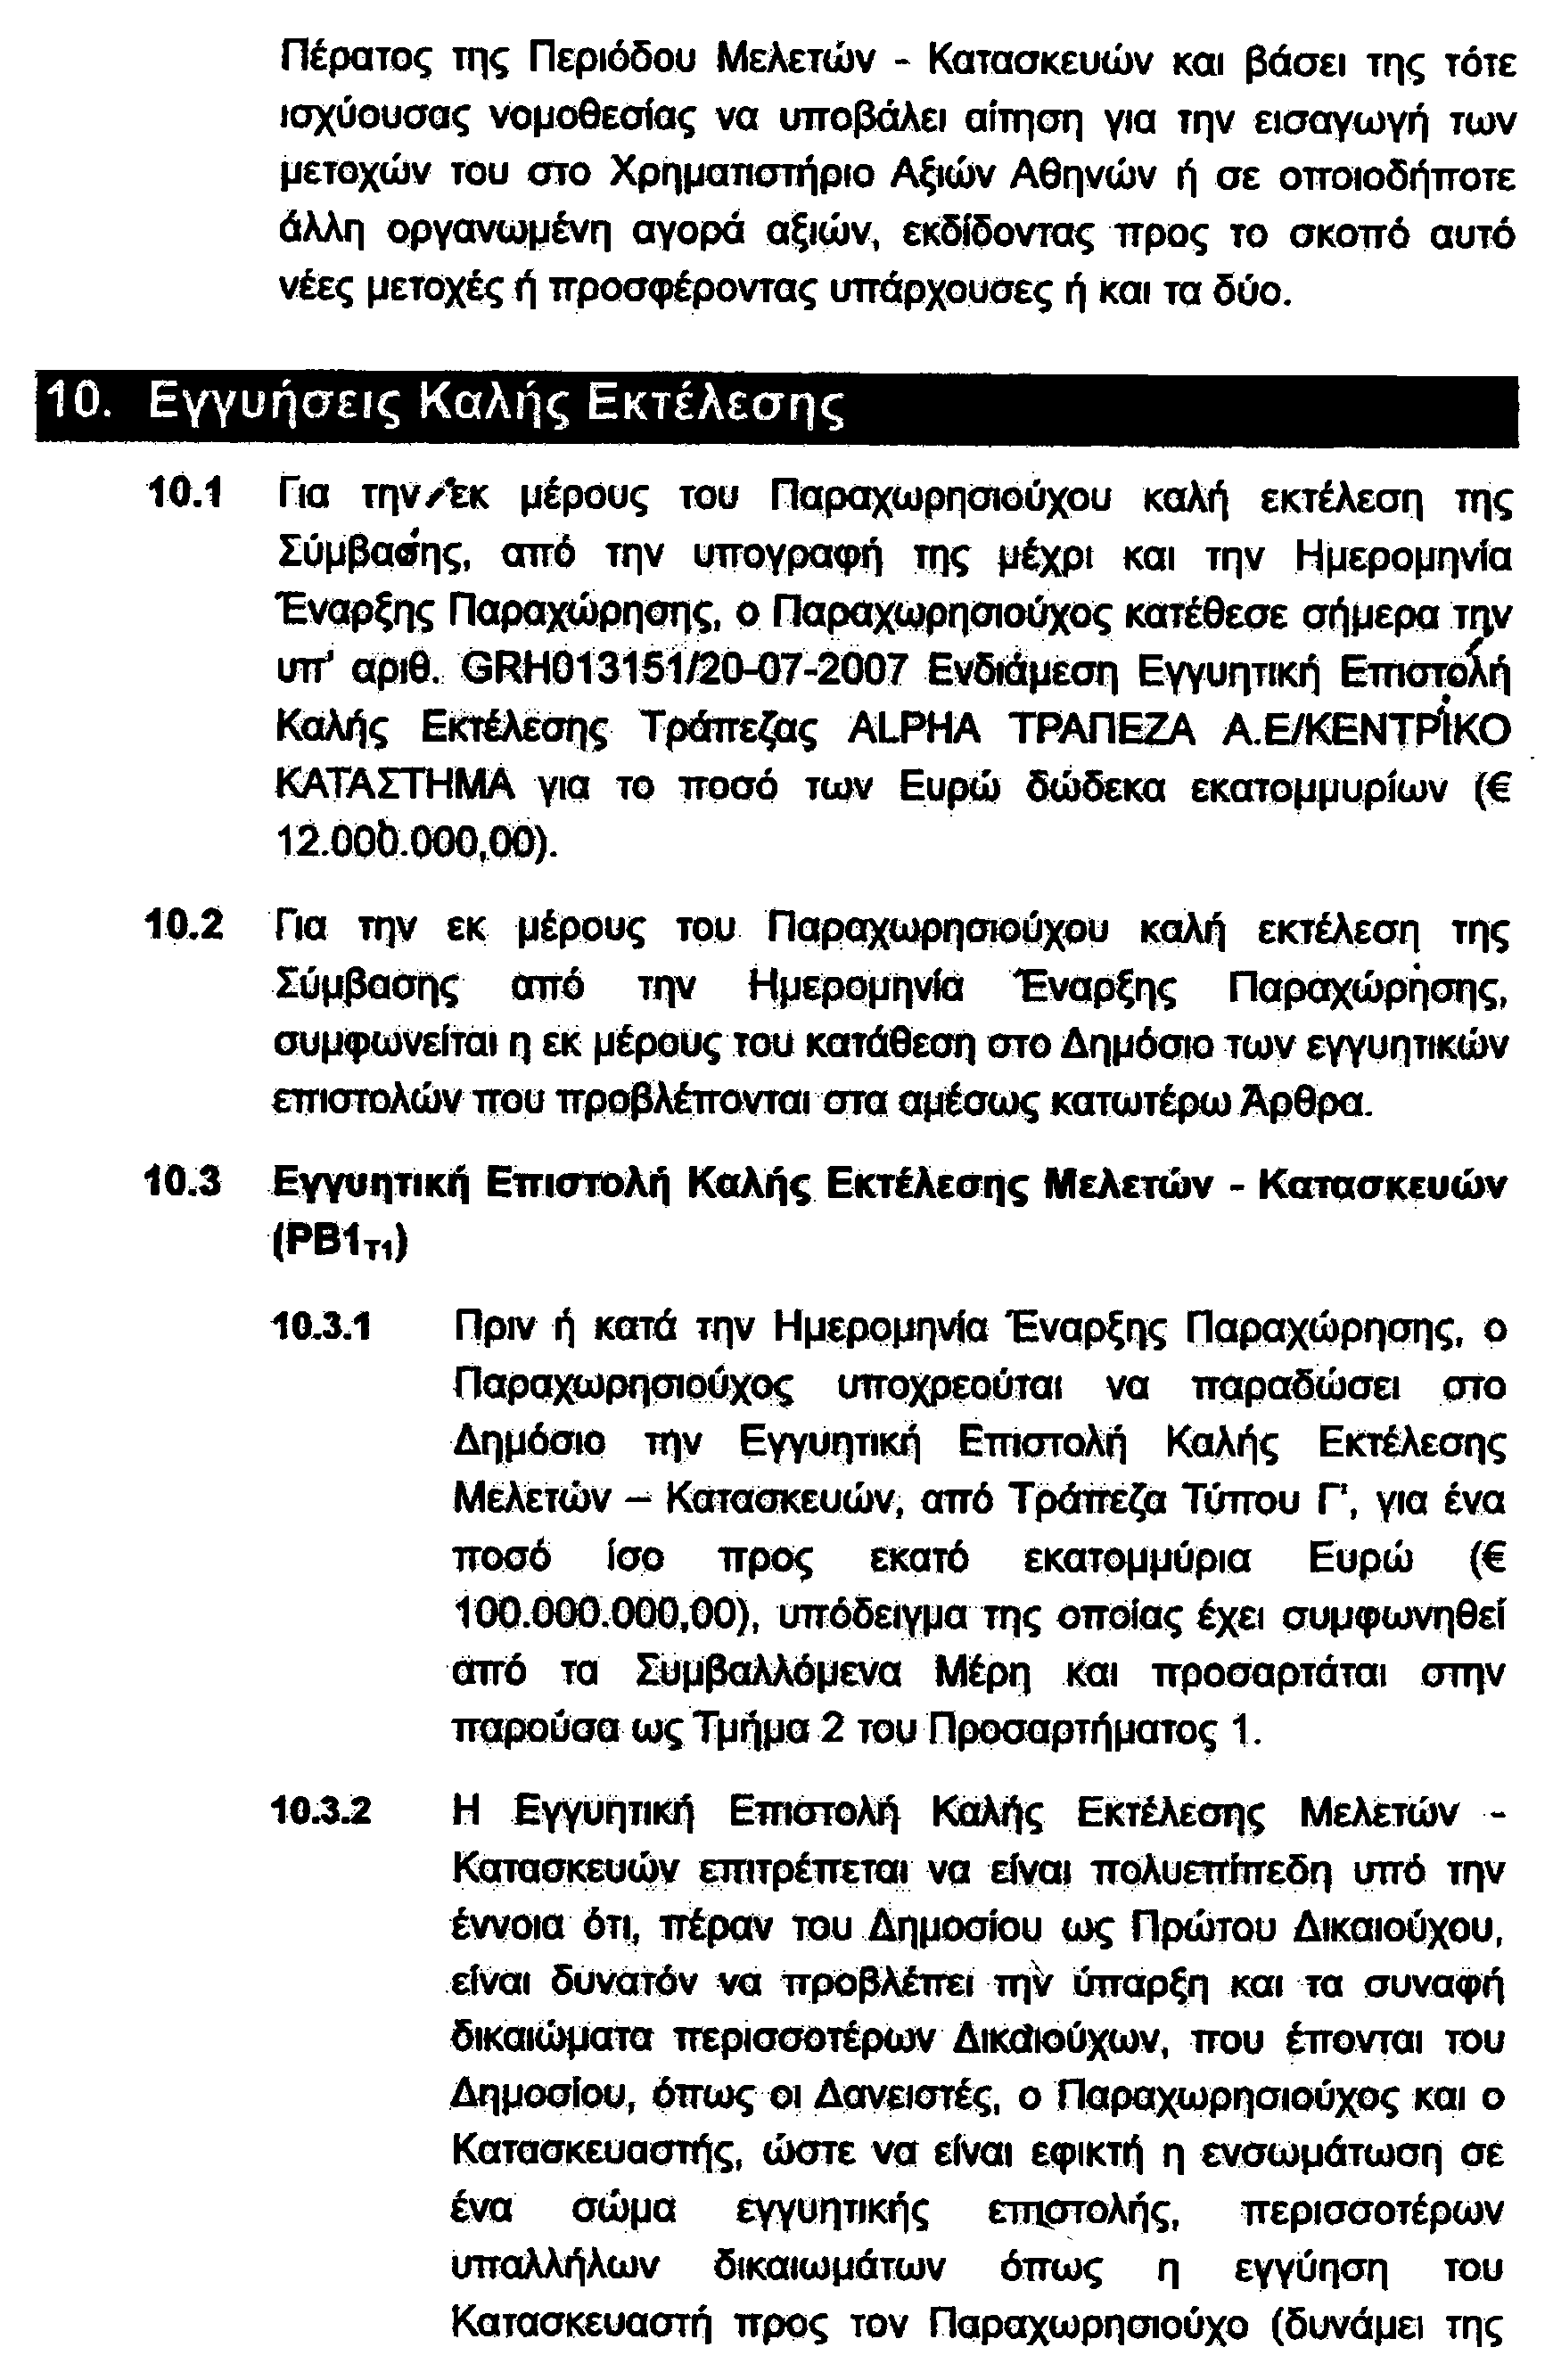 Πέρατος της Περιόδου Μελετών - Κατασκευών και βάσει της τότε
ισχύουσας νομοθεσίας να υποβάλει αίτηση για την εισαγωγή των
μετοχών του στο Χρηματιστήριο Αξιών Αθηνών ή σε οποιοδήποτε
άλλη οργανωμένη αγορά αξιών, εκδίδοντας προς το σκοπό αυτό
νέες μετοχές ή προσφέροντας υπάρχουσες ή και τα δύο.
10. Εγγυήσεις Καλής Εκτέλεσης
10.1 Για την εκ μέρους του Παραχωρησιούχου καλή εκτέλεση της
Σύμβασης, από την υπογραφή της μέχρι και την Ημερομηνία
Έναρξης Παραχώρησης, ο Παραχωρησιούχος κατέθεσε σήμερα την
υπ' αριθ. GRH013151/20-07-2007 Ενδιάμεση Εγγυητική Επιστολή
Καλής Εκτέλεσης Τράπεζας ALPHA ΤΡΑΠΕΖΑ Α.Ε/ΚΕΝΤΡΙΚΟ
ΚΑΤΑΣΤΗΜΑ για το ποσό των Ευρώ δώδεκα εκατομμυρίων (€
12.000.000,00).
10.2 Για την εκ μέρους του Παραχωρησιούχου καλή εκτέλεση της
Σύμβασης από την Ημερομηνία Έναρξης Παραχώρησης,
συμφωνείται η εκ μέρους του κατάθεση στο Δημόσιο των εγγυητικών
επιστολών που προβλέπονται στα αμέσως κατωτέρω Άρθρα.
10.3 Εγγυητική Επιστολή Καλής Εκτέλεσης Μελετών - Κατασκευών
(PB1T1)
10.3.1 Πριν ή κατά την Ημερομηνία Έναρξης Παραχώρησης, ο
Παραχωρησιούχος υποχρεούται να παραδώσει στο
Δημόσιο την Εγγυητική Επιστολή Καλής Εκτέλεσης
Μελετών – Κατασκευών, από Τράπεζα Τύπου Γ', για ένα
ποσό ίσο προς εκατό εκατομμύρια Ευρώ (€
100.000.000,00), υπόδειγμα της οποίας έχει συμφωνηθεί
από τα Συμβαλλόμενα Μέρη και προσαρτάται στην
παρούσα ως Τμήμα 2 του Προσαρτήματος 1.
10.3.2 Η Εγγυητική Επιστολή Καλής Εκτέλεσης Μελετών -
Κατασκευών επιτρέπεται να είναι πολυεπίπεδη υπό την
έννοια ότι, πέραν του Δημοσίου ως Πρώτου Δικαιούχου,
είναι δυνατόν να προβλέπει την ύπαρξη και τα συναφή
δικαιώματα περισσοτέρων Δικαιούχων, που έπονται του
Δημοσίου, όπως οι Δανειστές, ο Παραχωρησιούχος και ο
Κατασκευαστής, ώστε να είναι εφικτή η ενσωμάτωση σε
ένα σώμα εγγυητικής επιστολής, περισσοτέρων
υπαλλήλων δικαιωμάτων όπως η εγγύηση του
Κατασκευαστή προς τον Παραχωρησιούχο (δυνάμει της